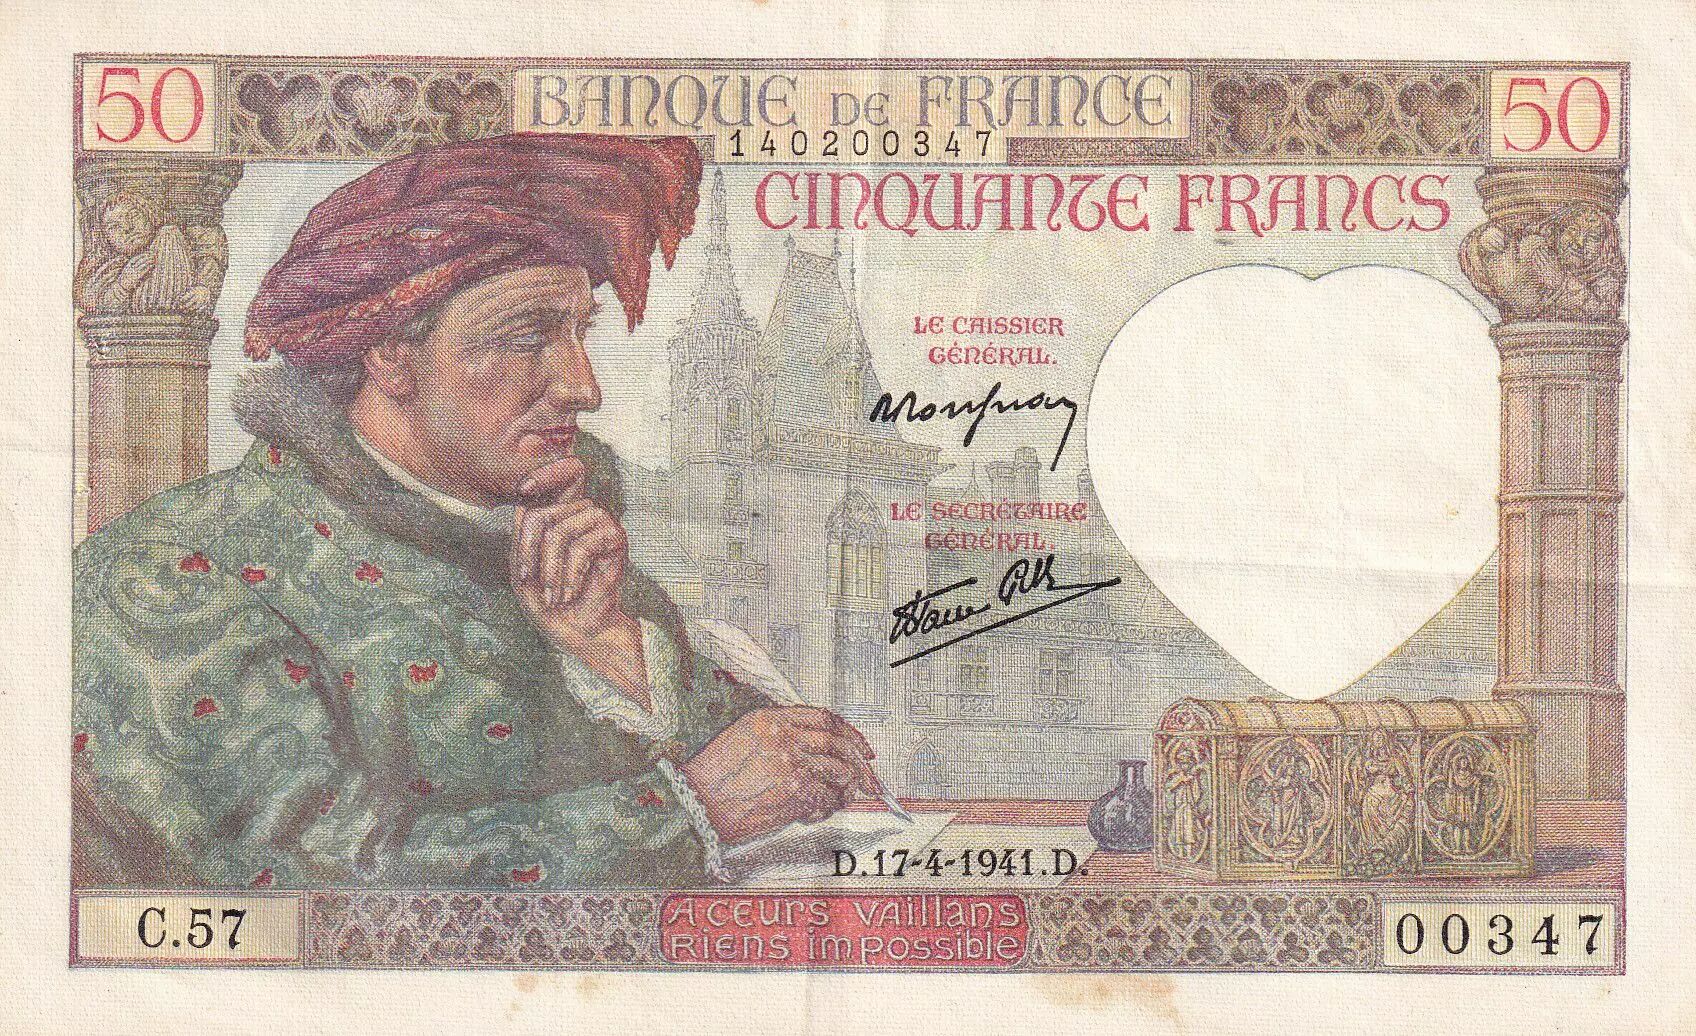 50 BANQUE DE FRANCE 50
140200347
CINQUANTE FRANCS
LE CAISSIER
GÉNÉRAL.
LE SECRÉTAIRE
GÉNÉRAL.
D.17-4-1941.D.
C.57
A CEURS VAILLANS
RIENS IMPOSSIBLE
00347